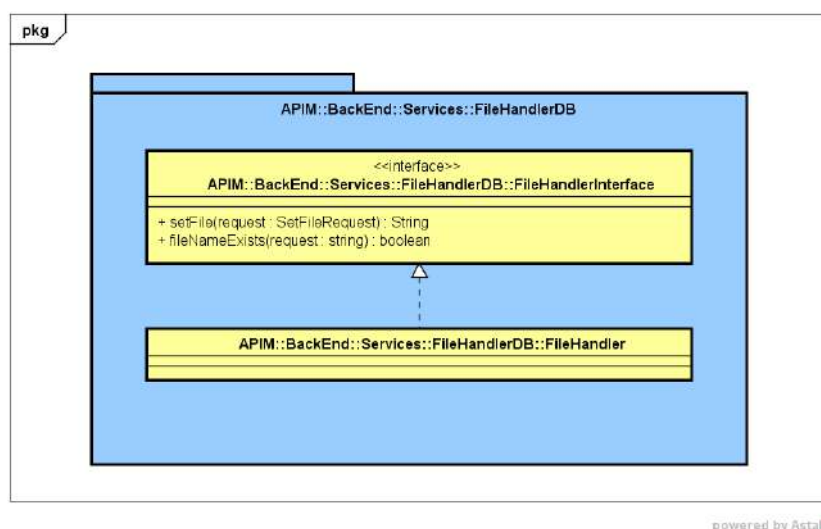 pkg
APIM::BackEnd::Services::FileHandlerDB
<<interface>>
APIM::BackEnd::Services::FileHandlerDB::FileHandlerInterface
+ setFile(request : SetFileRequest) : String
+ fileNameExists(request : string) : boolean
APIM::BackEnd::Services::FileHandlerDB::FileHandler
powered by Astah